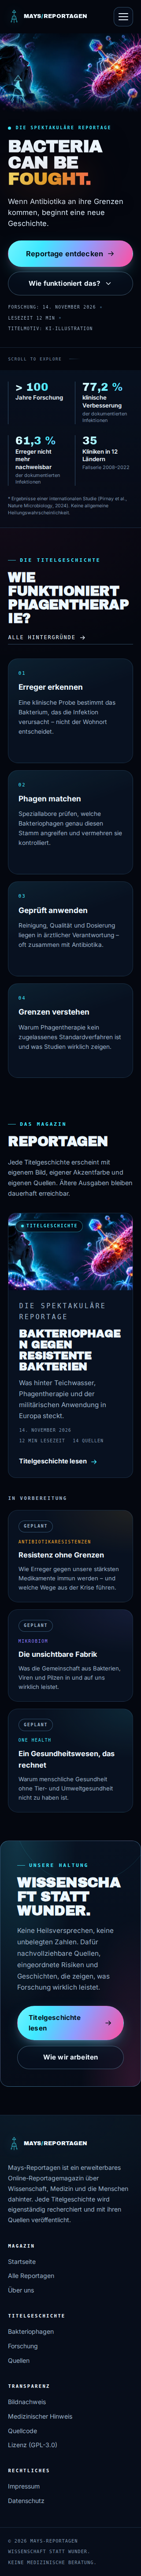 MAYS/REPORTAGEN
DIE SPEKTAKULÄRE REPORTAGE
BACTERIA
CAN BE
FOUGHT.
Wenn Antibiotika an ihre Grenzen
kommen, beginnt eine neue
Geschichte.
Reportage entdecken →
Wie funktioniert das?
FORSCHUNG: 14. NOVEMBER 2026 •
LESEZEIT 12 MIN •
TITELMOTIV: KI-ILLUSTRATION
SCROLL TO EXPLORE
> 100
Jahre Forschung
77,2 %
klinische
Verbesserung
der dokumentierten
Infektionen
61,3 %
Erreger nicht
mehr
nachweisbar
der dokumentierten
Infektionen
35
Kliniken in 12
Ländern
Fallserie 2008–2022
* Ergebnisse einer internationalen Studie (Pirnay et al.,
Nature Microbiology, 2024). Keine allgemeine
Heilungswahrscheinlichkeit.
DIE TITELGESCHICHTE
WIE
FUNKTIONIERT
PHAGENTHERAP
IE?
ALLE HINTERGRÜNDE →
01
Erreger erkennen
Eine klinische Probe bestimmt das
Bakterium, das die Infektion
verursacht – nicht der Wohnort
entscheidet.
02
Phagen matchen
Speziallabore prüfen, welche
Bakteriophagen genau diesen
Stamm angreifen und vermehren sie
kontrolliert.
03
Geprüft anwenden
Reinigung, Qualität und Dosierung
liegen in ärztlicher Verantwortung –
oft zusammen mit Antibiotika.
04
Grenzen verstehen
Warum Phagentherapie kein
zugelassenes Standardverfahren ist
und was Studien wirklich zeigen.
DAS MAGAZIN
REPORTAGEN
Jede Titelgeschichte erscheint mit
eigenem Bild, eigener Akzentfarbe und
eigenen Quellen. Ältere Ausgaben bleiben
dauerhaft erreichbar.
TITELGESCHICHTE
DIE SPEKTAKULÄRE
REPORTAGE
BAKTERIOPHAGE
N GEGEN
RESISTENTE
BAKTERIEN
Was hinter Teichwasser,
Phagentherapie und der
militärischen Anwendung in
Europa steckt.
14. NOVEMBER 2026
12 MIN LESEZEIT 14 QUELLEN
Titelgeschichte lesen →
IN VORBEREITUNG
GEPLANT
ANTIBIOTIKARESISTENZEN
Resistenz ohne Grenzen
Wie Erreger gegen unsere stärksten
Medikamente immun werden – und
welche Wege aus der Krise führen.
GEPLANT
MIKROBIOM
Die unsichtbare Fabrik
Was die Gemeinschaft aus Bakterien,
Viren und Pilzen in und auf uns
wirklich leistet.
GEPLANT
ONE HEALTH
Ein Gesundheitswesen, das
rechnet
Warum menschliche Gesundheit
ohne Tier- und Umweltgesundheit
nicht zu haben ist.
UNSERE HALTUNG
WISSENSCHA
FT STATT
WUNDER.
Keine Heilsversprechen, keine
unbelegten Zahlen. Dafür
nachvollziehbare Quellen,
eingeordnete Risiken und
Geschichten, die zeigen, was
Forschung wirklich leistet.
Titelgeschichte
lesen →
Wie wir arbeiten
MAYS/REPORTAGEN
Mays-Reportagen ist ein erweiterbares
Online-Reportagemagazin über
Wissenschaft, Medizin und die Menschen
dahinter. Jede Titelgeschichte wird
eigenständig recherchiert und mit ihren
Quellen veröffentlicht.
MAGAZIN
Startseite
Alle Reportagen
Über uns
TITELGESCHICHTE
Bakteriophagen
Forschung
Quellen
TRANSPARENZ
Bildnachweis
Medizinischer Hinweis
Quellcode
Lizenz (GPL-3.0)
RECHTLICHES
Impressum
Datenschutz
© 2026 MAYS-REPORTAGEN
WISSENSCHAFT STATT WUNDER.
KEINE MEDIZINISCHE BERATUNG.